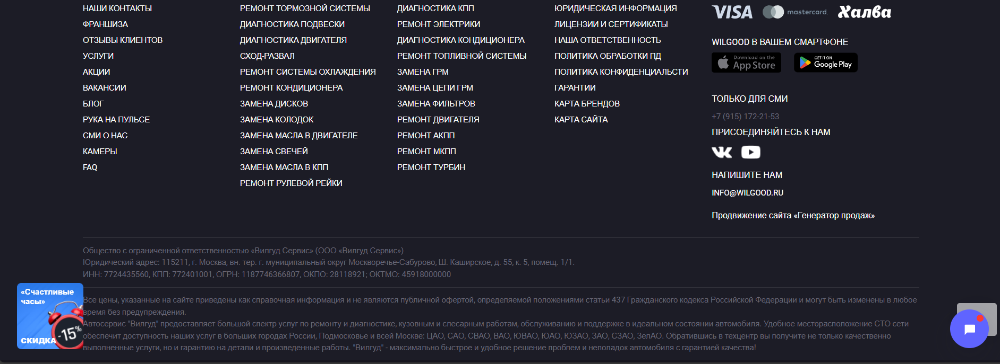 НАШИ КОНТАКТЫ
ФРАНШИЗА
ОТЗЫВЫ КЛИЕНТОВ
УСЛУГИ
АКЦИИ
ВАКАНСИИ
БЛОГ
РУКА НА ПУЛЬСЕ
СМИ О НАС
КАМЕРЫ
FAQ
РЕМОНТ ТОРМОЗНОЙ СИСТЕМЫ
ДИАГНОСТИКА ПОДВЕСКИ
ДИАГНОСТИКА ДВИГАТЕЛЯ
СХОД-РАЗВАЛ
РЕМОНТ СИСТЕМЫ ОХЛАЖДЕНИЯ
РЕМОНТ КОНДИЦИОНЕРА
ЗАМЕНА ДИСКОВ
ЗАМЕНА КОЛОДОК
ЗАМЕНА МАСЛА В ДВИГАТЕЛЕ
ЗАМЕНА СВЕЧЕЙ
ЗАМЕНА МАСЛА В КПП
РЕМОНТ РУЛЕВОЙ РЕЙКИ
ДИАГНОСТИКА КПП
РЕМОНТ ЭЛЕКТРИКИ
ДИАГНОСТИКА КОНДИЦИОНЕРА
РЕМОНТ ТОПЛИВНОЙ СИСТЕМЫ
ЗАМЕНА ГРМ
ЗАМЕНА ЦЕПИ ГРМ
ЗАМЕНА ФИЛЬТРОВ
РЕМОНТ ДВИГАТЕЛЯ
РЕМОНТ АКПП
РЕМОНТ МКПП
РЕМОНТ ТУРБИН
ЮРИДИЧЕСКАЯ ИНФОРМАЦИЯ
ЛИЦЕНЗИИ И СЕРТИФИКАТЫ
НАША ОТВЕТСТВЕННОСТЬ
ПОЛИТИКА ОБРАБОТКИ ПД
ПОЛИТИКА КОНФИДЕНЦИАЛЬСТИ
ГАРАНТИИ
КАРТА БРЕНДОВ
КАРТА САЙТА
VISA mastercard. Халва
WILGOOD В ВАШЕМ СМАРТФОНЕ
Download on the
App Store
GET IT ON
Google Play
ТОЛЬКО ДЛЯ СМИ
+7 (915) 172-21-53
ПРИСОЕДИНЯЙТЕСЬ К НАМ
НАПИШИТЕ НАМ
INFO@WILGOOD.RU
Продвижение сайта «Генератор продаж»
Общество с ограниченной ответственностью «Вилгуд Сервис» (ООО «Вилгуд Сервис»)
Юридический адрес: 115211, г. Москва, вн. тер. г. муниципальный округ Москворечье-Сабурово, Ш. Каширское, д. 55, к. 5, помещ. 1/1.
ИНН: 7724435560, КПП: 772401001, ОГРН: 1187746366807, ОКПО: 28118921; ОКТМО: 45918000000
«Счастливые
часы»
СКИДКА
-15%
Все цены, указанные на сайте приведены как справочная информация и не являются публичной офертой, определяемой положениями статьи 437 Гражданского кодекса Российской Федерации и могут быть изменены в любое
время без предупреждения.
Автосервис "Вилгуд" предоставляет большой спектр услуг по ремонту и диагностике, кузовным и слесарным работам, обслуживанию и поддержке в идеальном состоянии автомобиля. Удобное месторасположение СТО сети
обеспечит доступность наших услуг в больших городах России, Подмосковье и всей Москве: ЦАО, САО, СВАО, ВАО, ЮВАО, ЮАО, ЮЗАО, ЗАО, СЗАО, ЗелАО. Обратившись в техцентр вы получите не только качественно
выполненные услуги, но и гарантию на детали и произведенные работы. "Вилгуд" - максимально быстрое и удобное решение проблем и неполадок автомобиля с гарантией качества!